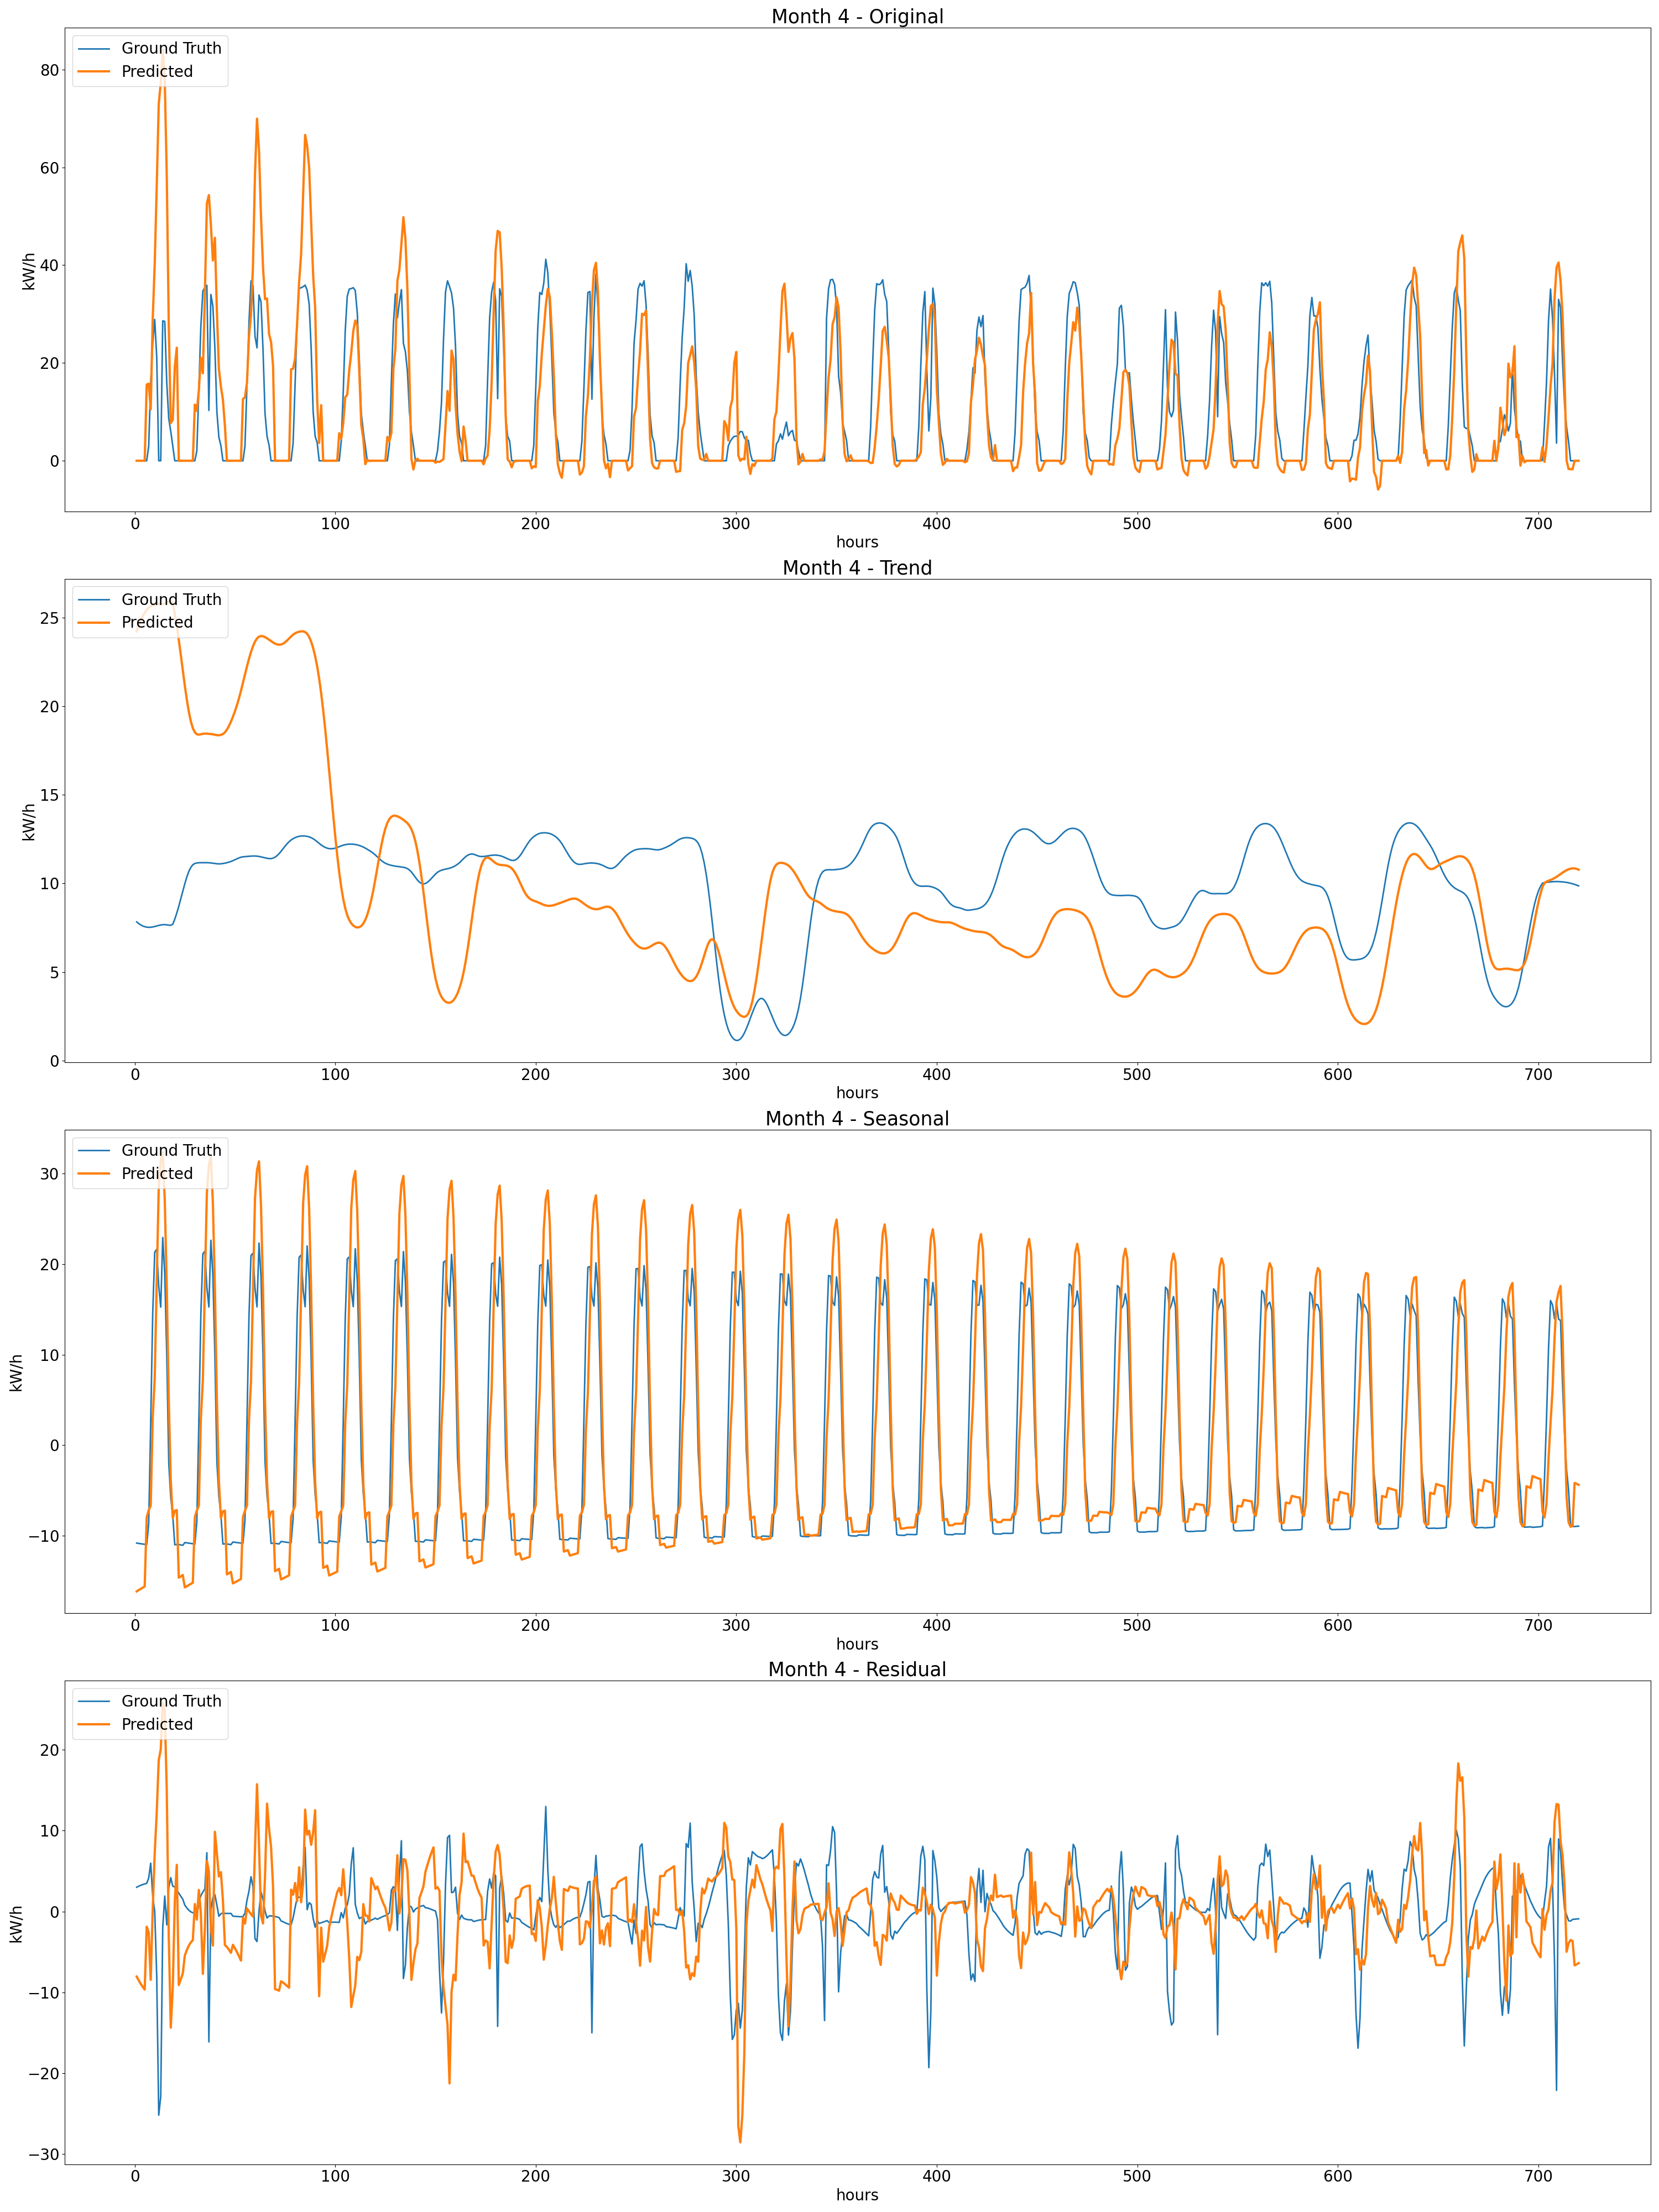 Month 4 - Original
Ground Truth
Predicted
kW/h
80
60
40
20
0
0 100 200 300 400 500 600 700
hours
Month 4 - Trend
Ground Truth
Predicted
kW/h
25
20
15
10
5
0
0 100 200 300 400 500 600 700
hours
Month 4 - Seasonal
Ground Truth
Predicted
kW/h
30
20
10
0
−10
0 100 200 300 400 500 600 700
hours
Month 4 - Residual
Ground Truth
Predicted
kW/h
20
10
0
−10
−20
−30
0 100 200 300 400 500 600 700
hours